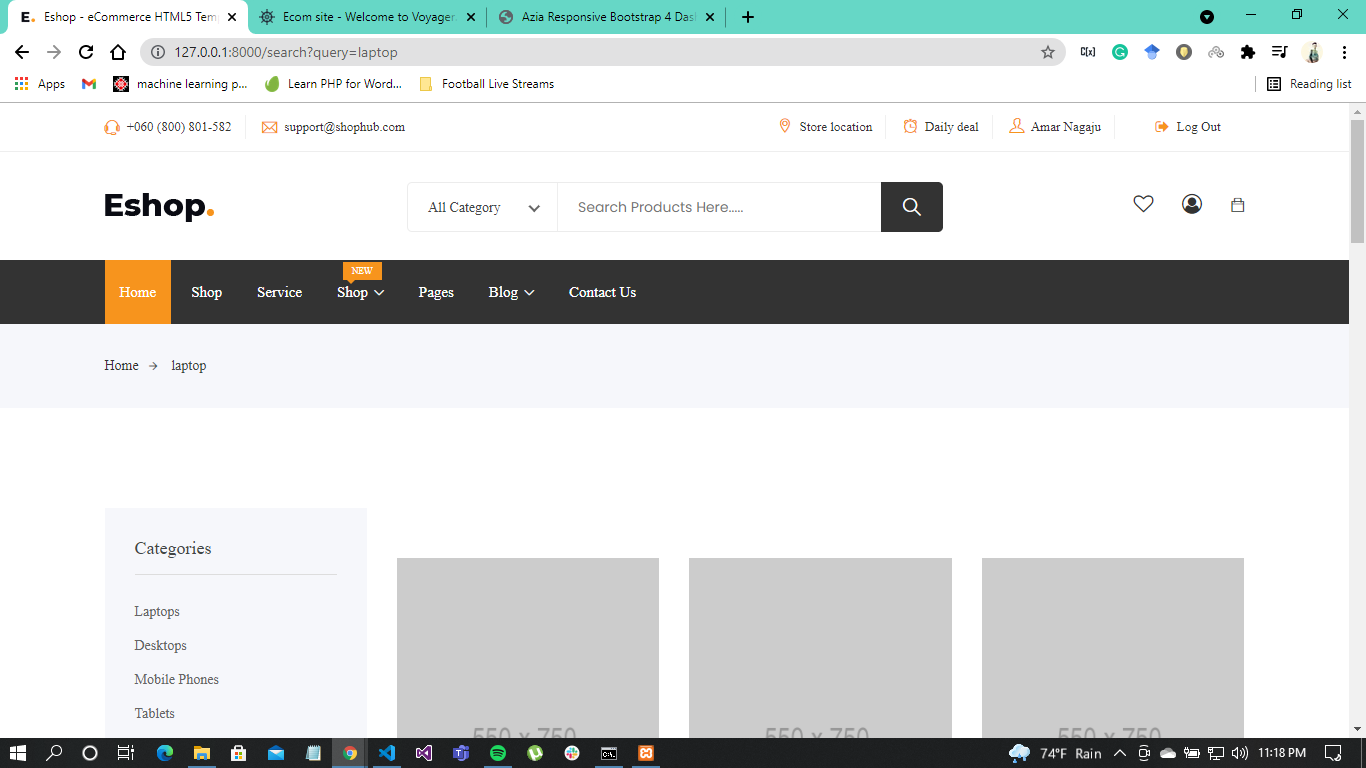 E. Eshop - eCommerce HTML5 Tem
Ecom site - Welcome to Voyager.
Azia Responsive Bootstrap 4 Das
127.0.0.1:8000/search?query=laptop
Apps
machine learning p...
Learn PHP for Word...
Football Live Streams
Reading list
+060 (800) 801-582
support@shophub.com
Store location
Daily deal
Amar Nagaju
Log Out
Eshop.
All Category
Search Products Here.....
NEW
Home
Shop
Service
Shop
Pages
Blog
Contact Us
Home → laptop
Categories
Laptops
Desktops
Mobile Phones
Tablets
550 x 750
550 x 750
550 x 750
74°F Rain
11:18 PM